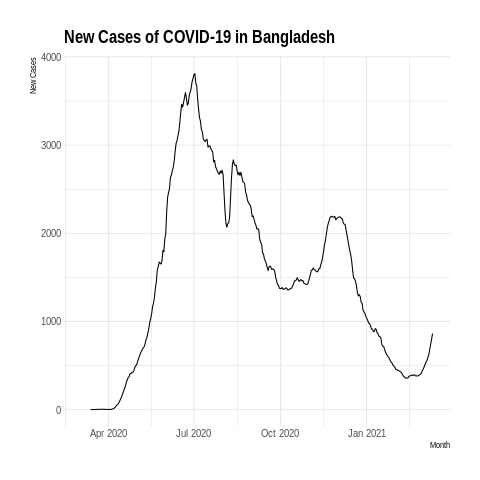 New Cases of COVID-19 in Bangladesh
New Cases
4000
3000
2000
1000
0
Apr 2020 Jul 2020 Oct 2020 Jan 2021
Month